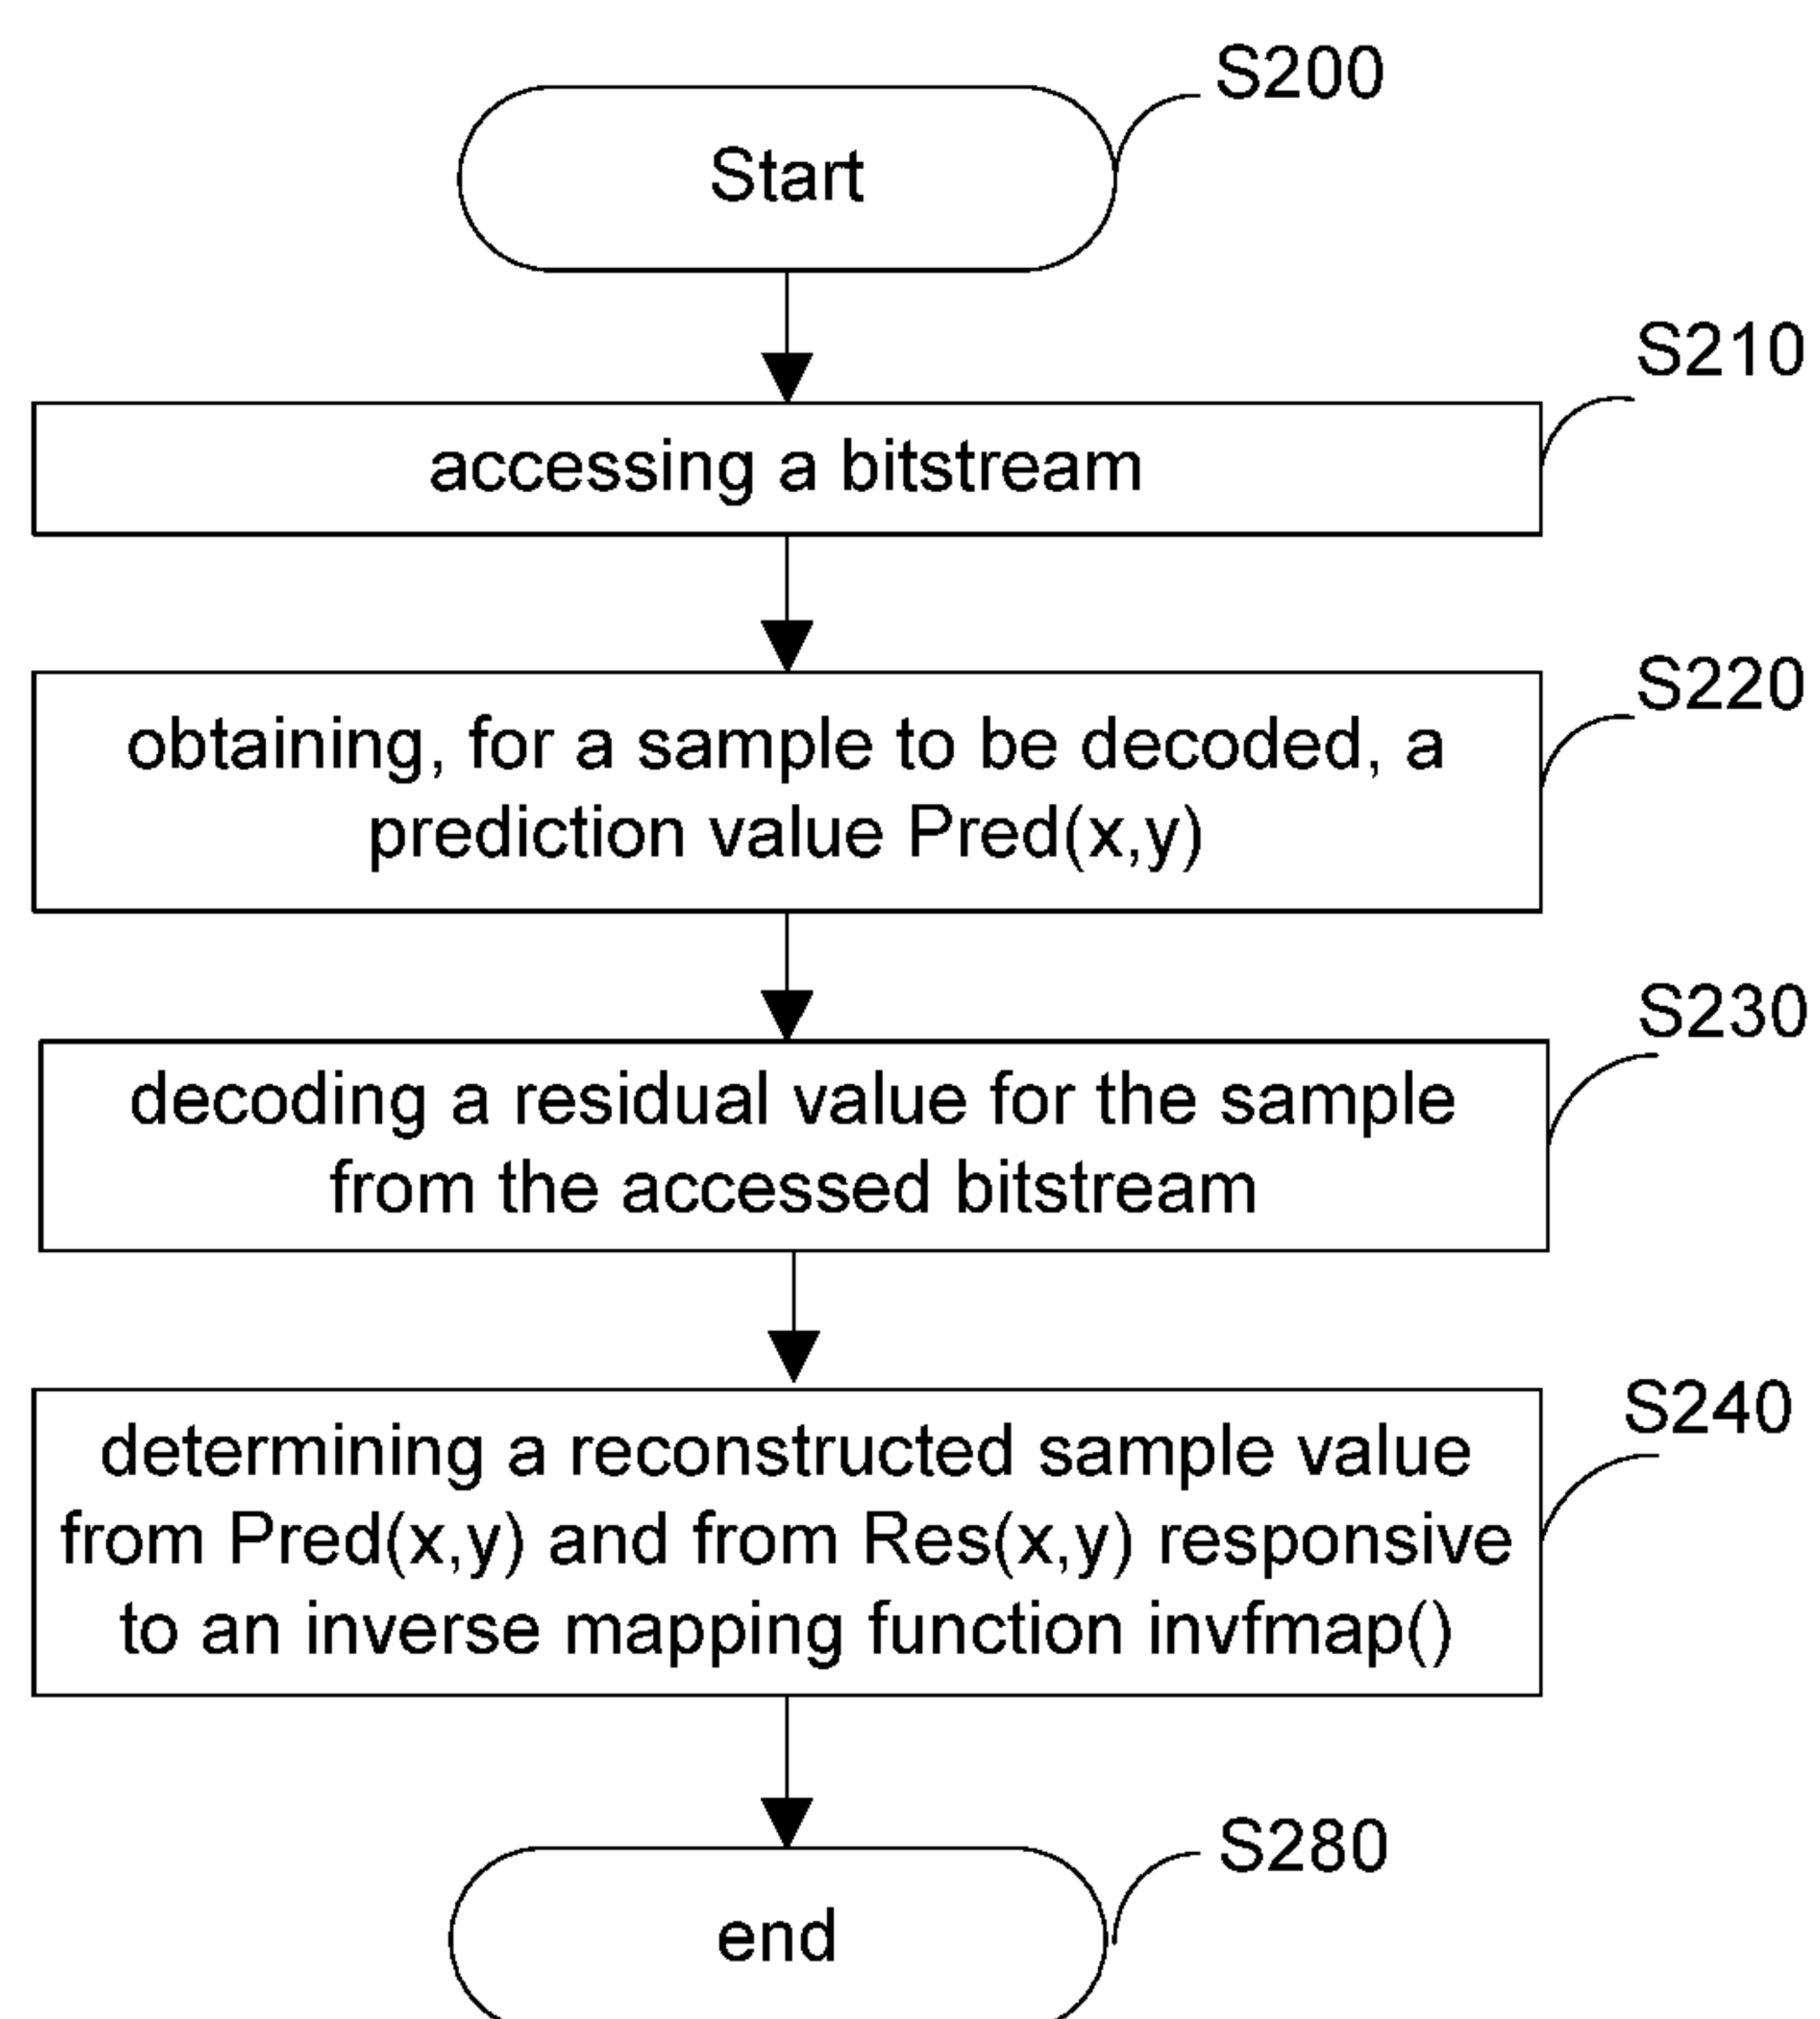 S200
Start
S210
accessing a bitstream
S220
obtaining, for a sample to be decoded, a
prediction value Pred(x,y)
S230
decoding a residual value for the sample
from the accessed bitstream
S240
determining a reconstructed sample value
from Pred(x,y) and from Res(x,y) responsive
to an inverse mapping function invfmap()
S280
end